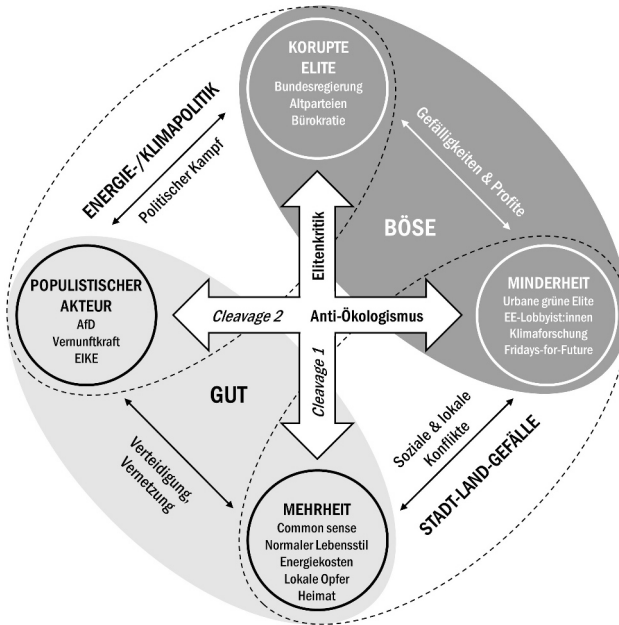 KORUPTE
ELITE
Bundesregierung
Altparteien
Bürokratie
ENERGIE-/KLIMAPOLITIK
Politischer Kampf
Gefälligkeiten & Profite
Elitenkritik
BÖSE
POPULISTISCHER
AKTEUR
AfD
Vernunftkraft
EIKE
Cleavage 2
Anti-Ökologismus
MINDERHEIT
Urbane grüne Elite
EE-Lobbyist:innen
Klimaforschung
Fridays-for-Future
Cleavage 1
GUT
Verteidigung,
Vernetzung
Soziale & lokale
Konflikte
STADT-LAND-GEFÄLLE
MEHRHEIT
Common sense
Normaler Lebensstil
Energiekosten
Lokale Opfer
Heimat